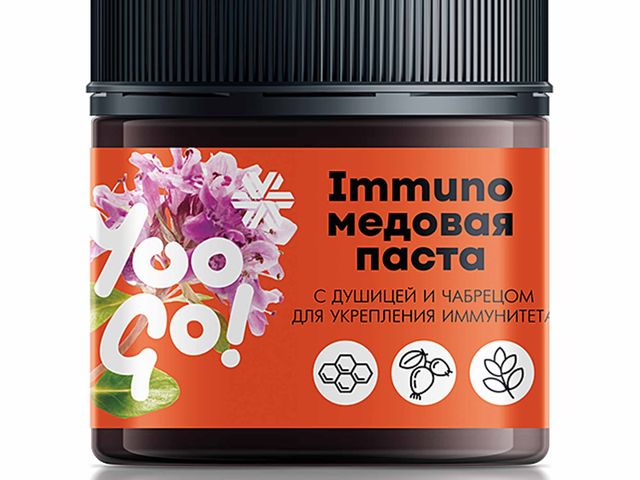 Yoo
Go!
Immuno
медовая
паста
С ДУШИЦЕЙ И ЧАБРЕЦОМ
ДЛЯ УКРЕПЛЕНИЯ ИММУНИТЕТА